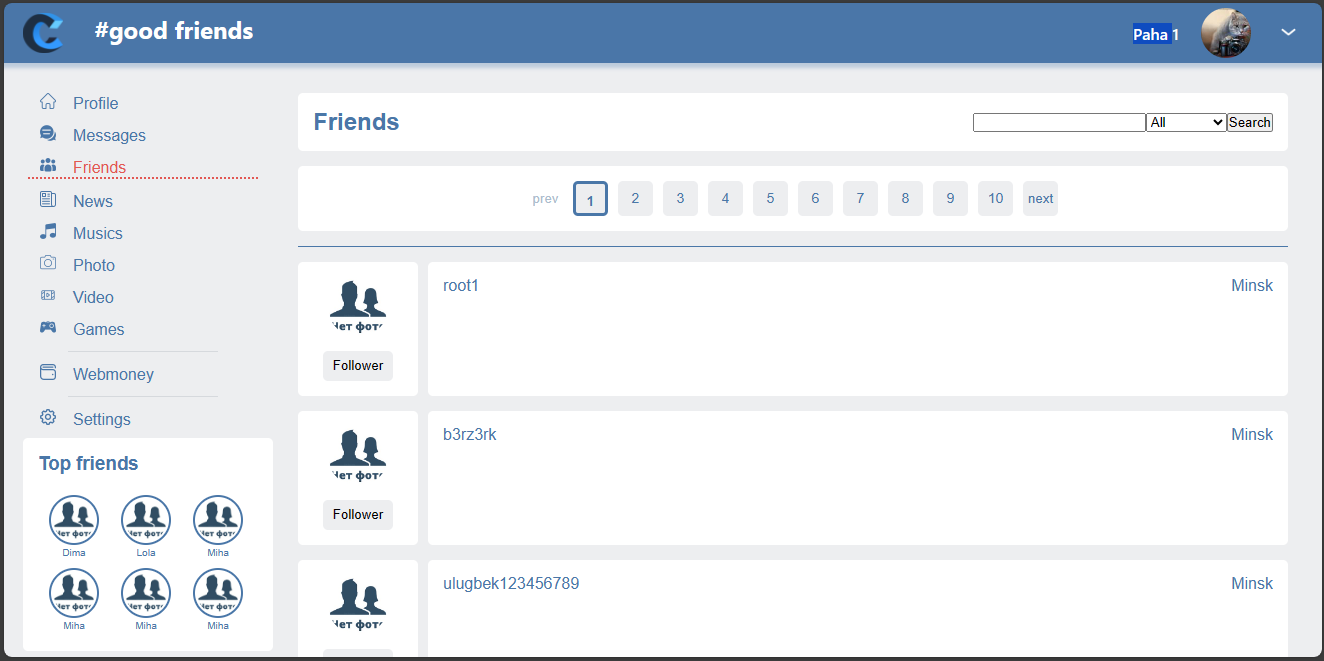 #good friends
Paha 1
Profile
Messages
Friends
News
Musics
Photo
Video
Games
Webmoney
Settings
Top friends
Нет фото Нет фото Нет фото
Dima Lola Miha
Нет фото Нет фото Нет фото
Miha Miha Miha
Friends All Search
prev 1 2 3 4 5 6 7 8 9 10 next
root1 Minsk
Нет фото
Follower
b3rz3rk Minsk
Нет фото
Follower
ulugbek123456789 Minsk
Нет фото